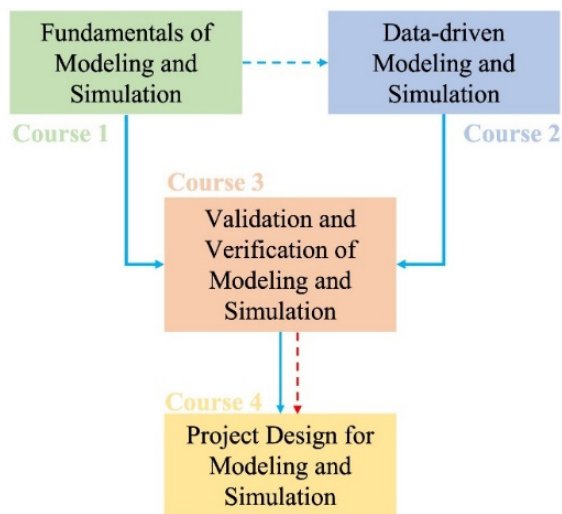 Fundamentals of
Modeling and
Simulation
Course 1
Data-driven
Modeling and
Simulation
Course 2
Course 3
Validation and
Verification of
Modeling and
Simulation
Course 4
Project Design for
Modeling and
Simulation